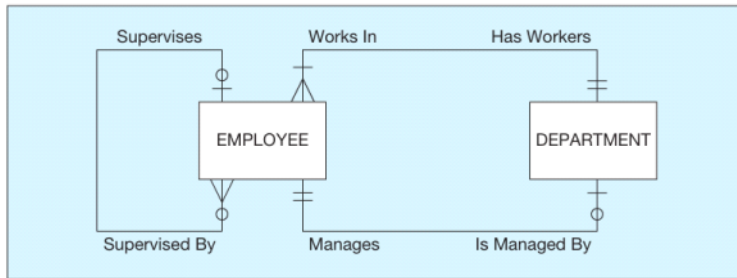 Supervises
Works In
Has Workers
EMPLOYEE
DEPARTMENT
Supervised By
Manages
Is Managed By